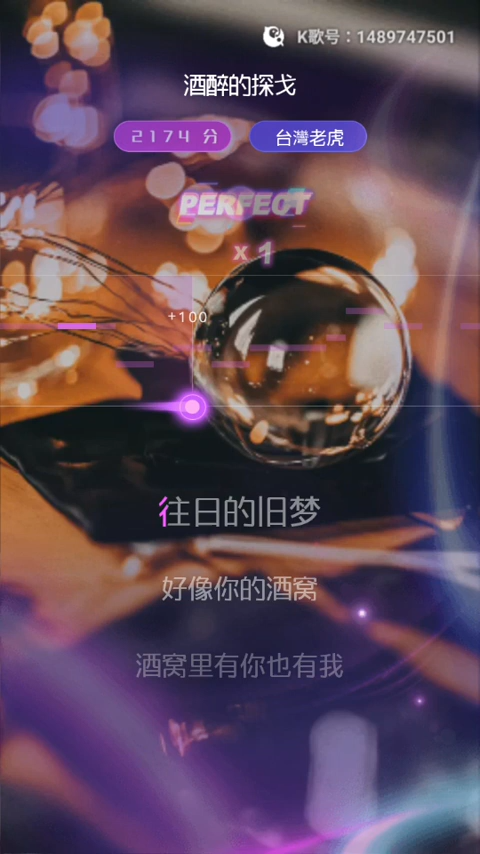 K歌号：1489747501
酒醉的探戈
2174 分
台灣老虎
PERFECT
x 1
+100
往日的旧梦
好像你的酒窝
酒窝里有你也有我